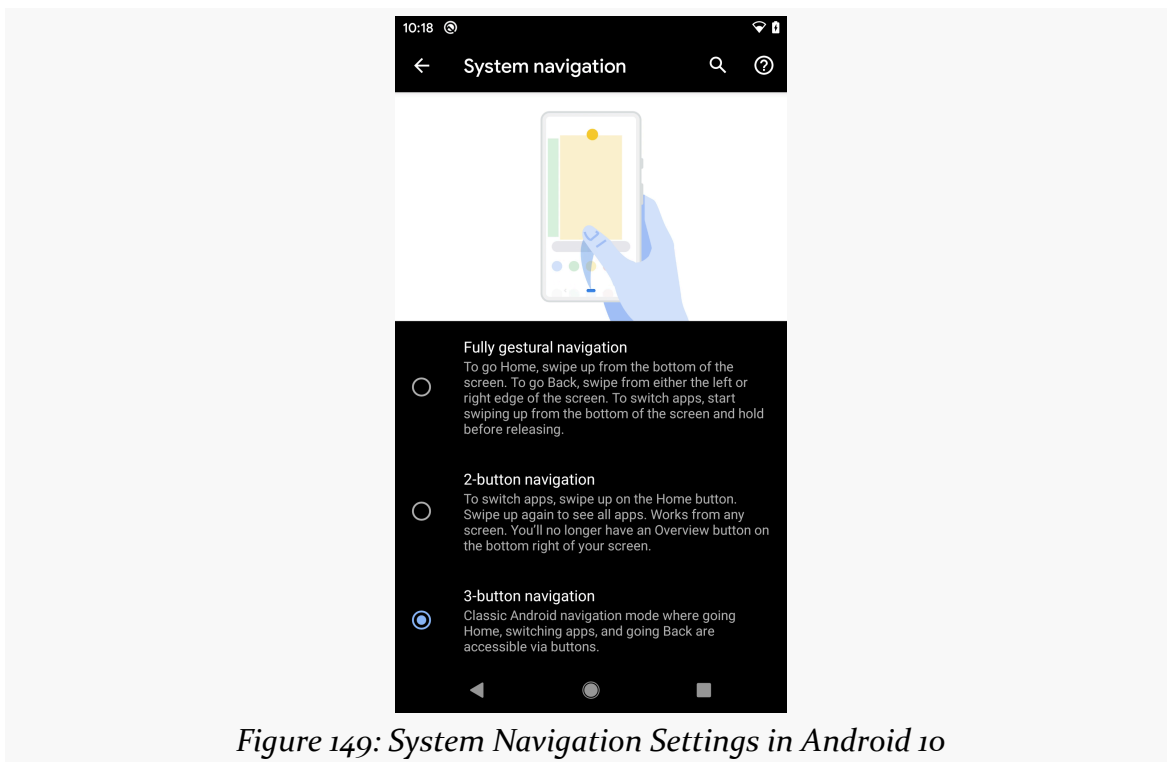 10:18
System navigation
Fully gestural navigation
To go Home, swipe up from the bottom of the
screen. To go Back, swipe from either the left or
right edge of the screen. To switch apps, start
swiping up from the bottom of the screen and hold
before releasing.
2-button navigation
To switch apps, swipe up on the Home button.
Swipe up again to see all apps. Works from any
screen. You’ll no longer have an Overview button on
the bottom right of your screen.
3-button navigation
Classic Android navigation mode where going
Home, switching apps, and going Back are
accessible via buttons.
Figure 149: System Navigation Settings in Android 10